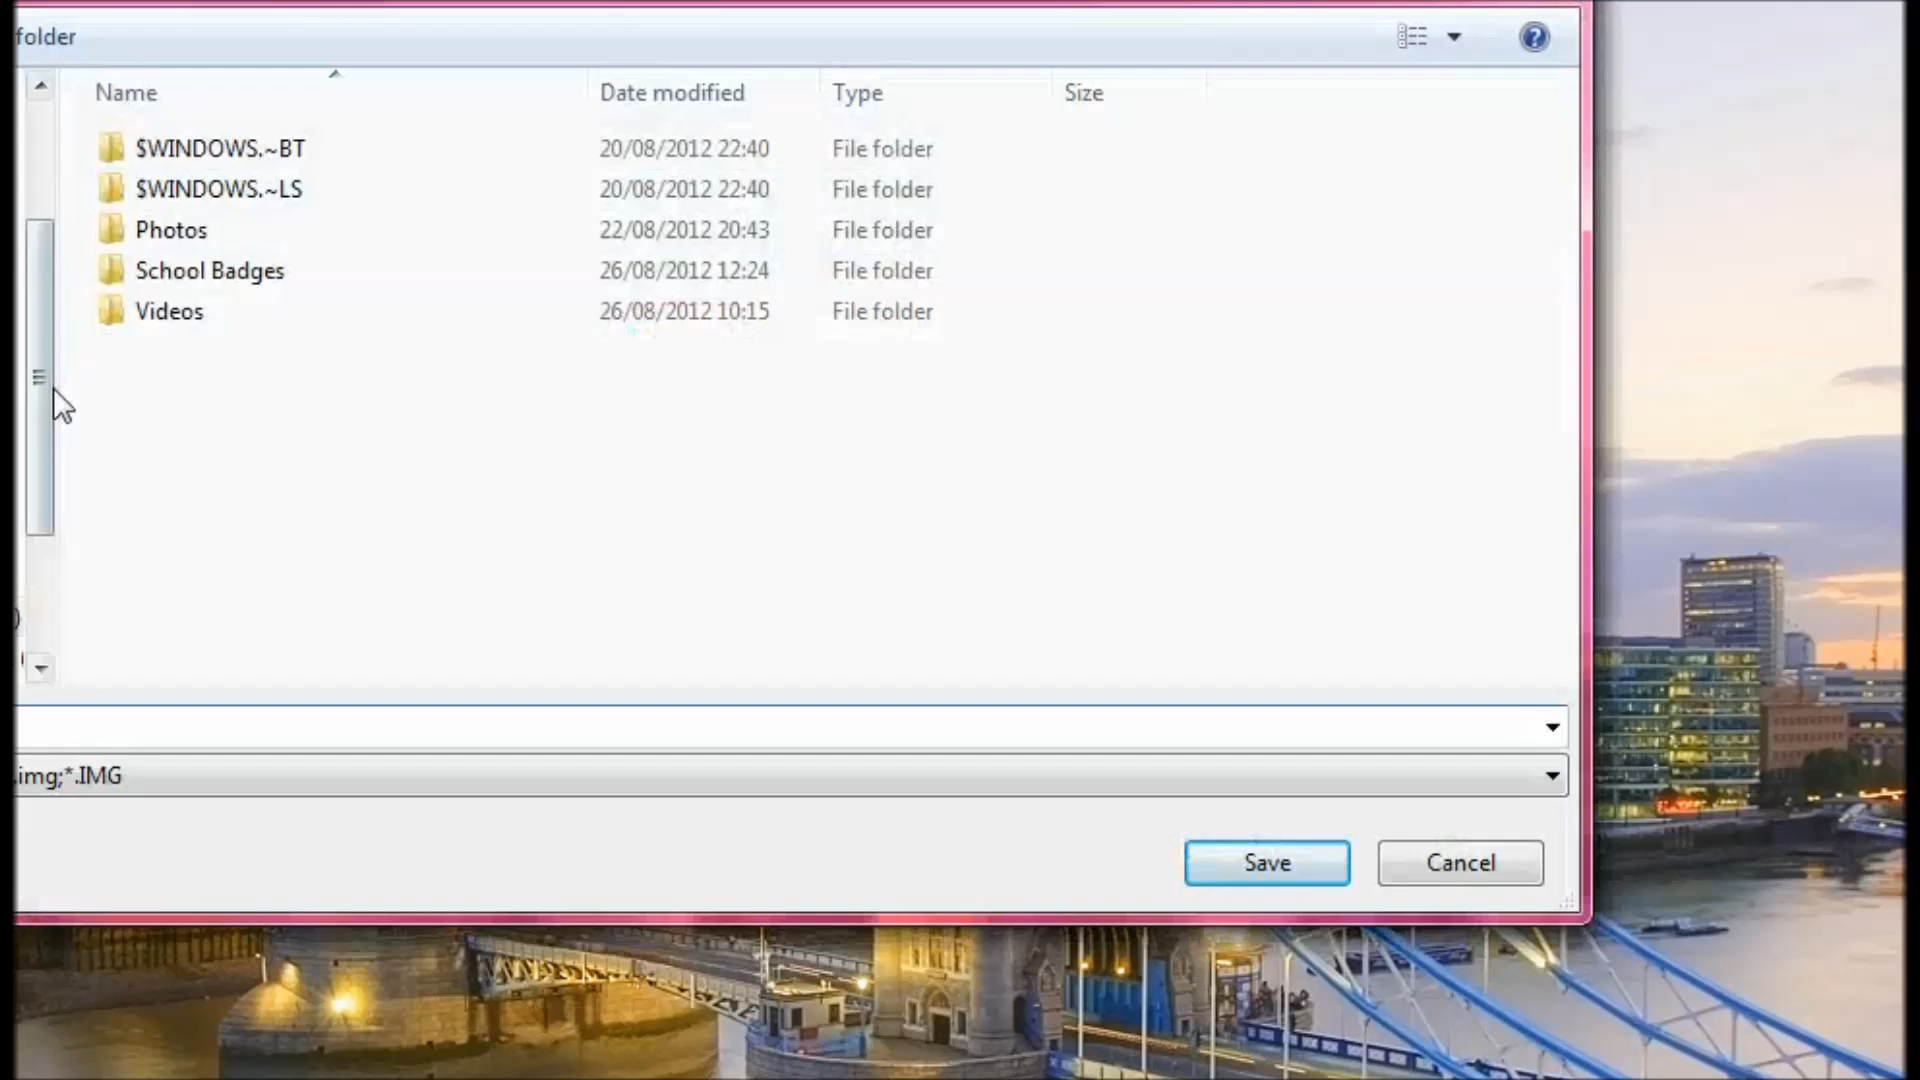 folder
Name Date modified Type Size
$WINDOWS.~BT 20/08/2012 22:40 File folder
$WINDOWS.~LS 20/08/2012 22:40 File folder
Photos 22/08/2012 20:43 File folder
School Badges 26/08/2012 12:24 File folder
Videos 26/08/2012 10:15 File folder
)
.img;*.IMG
Save Cancel